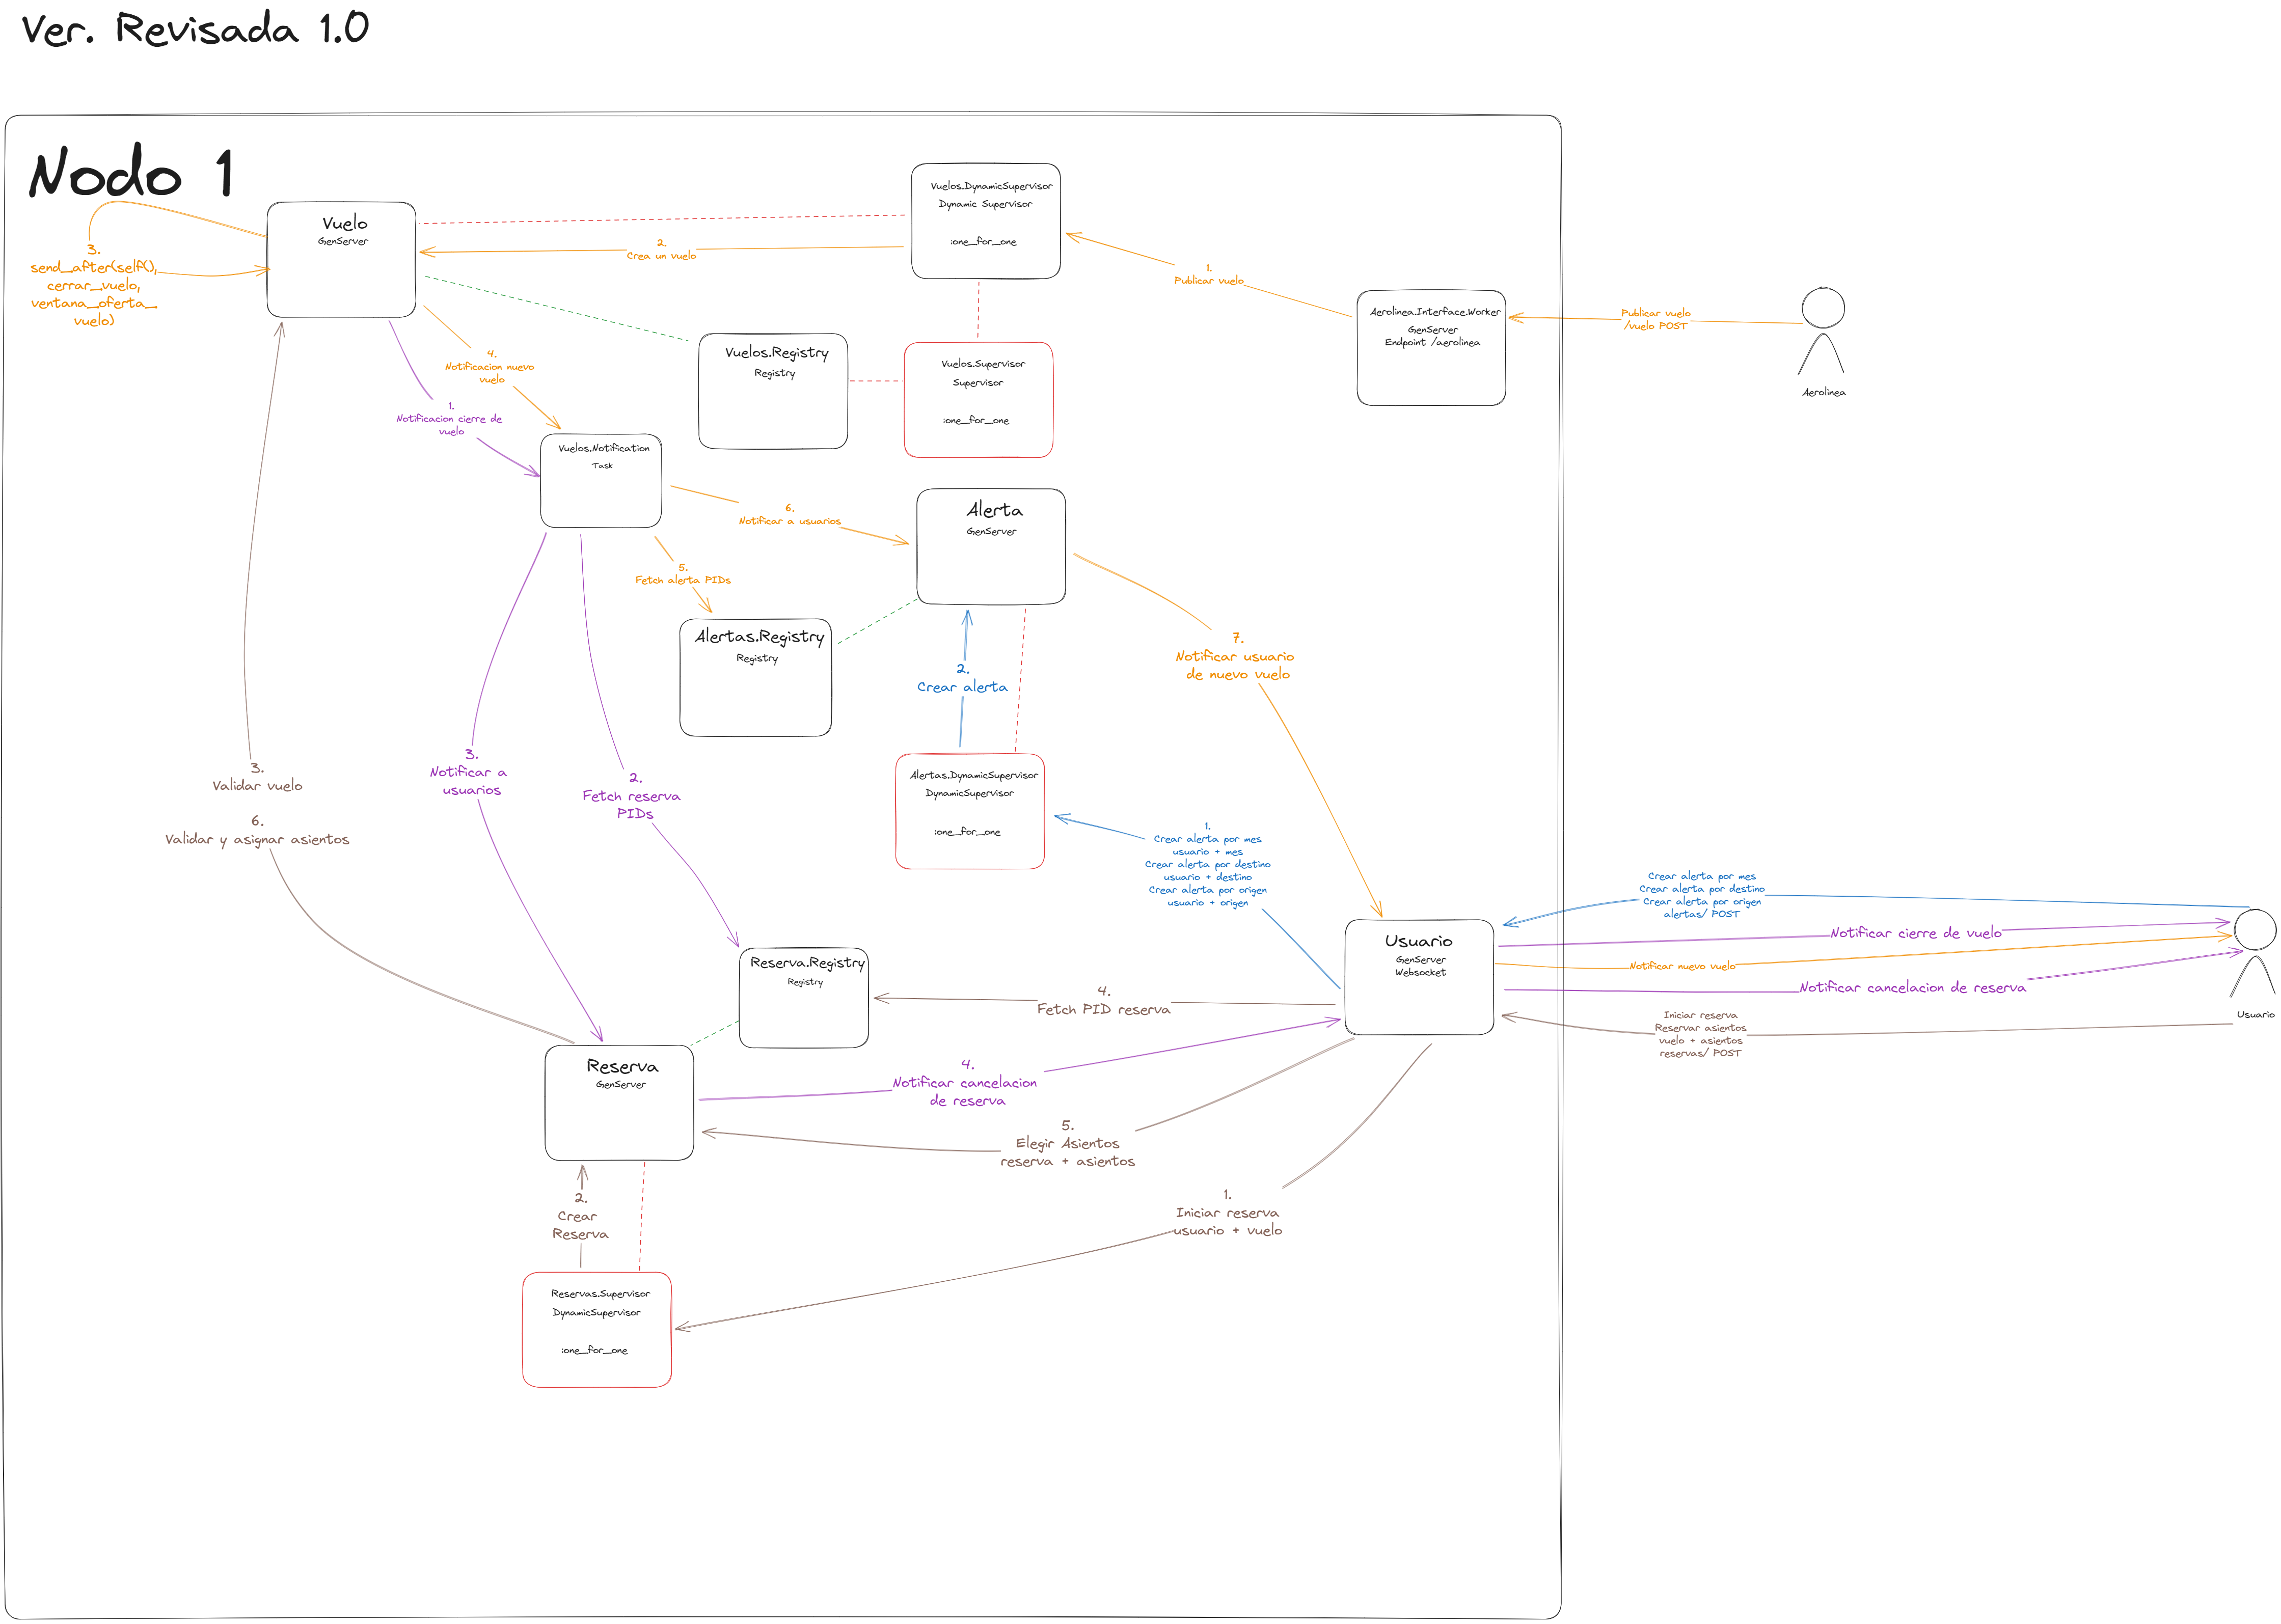 Ver. Revisada 1.0
Nodo 1
Vuelo
GenServer
3.
send_after(self(),
cerrar_vuelo,
ventana_oferta_
vuelo)
Vuelos.DynamicSupervisor
Dynamic Supervisor
:one_for_one
2.
Crea un vuelo
1.
Publicar vuelo
Aerolinea.Interface.Worker
GenServer
Endpoint /aerolinea
Publicar vuelo
/vuelo POST
Aerolinea
Vuelos.Registry
Registry
Vuelos.Supervisor
Supervisor
:one_for_one
4.
Notificacion nuevo
vuelo
1.
Notificacion cierre de
vuelo
Vuelos.Notification
Task
6.
Notificar a usuarios
Alerta
GenServer
5.
Fetch alerta PIDs
Alertas.Registry
Registry
2.
Crear alerta
7.
Notificar usuario
de nuevo vuelo
3.
Validar vuelo
6.
Validar y asignar asientos
3.
Notificar a
usuarios
2.
Fetch reserva
PIDs
Alertas.DynamicSupervisor
DynamicSupervisor
:one_for_one
1.
Crear alerta por mes
usuario + mes
Crear alerta por destino
usuario + destino
Crear alerta por origen
usuario + origen
Crear alerta por mes
Crear alerta por destino
Crear alerta por origen
alertas/ POST
Usuario
GenServer
Websocket
Notificar cierre de vuelo
Notificar nuevo vuelo
Notificar cancelacion de reserva
Iniciar reserva
Reservar asientos
vuelo + asientos
reservas/ POST
Usuario
Reserva.Registry
Registry
4.
Fetch PID reserva
Reserva
GenServer
4.
Notificar cancelacion
de reserva
5.
Elegir Asientos
reserva + asientos
2.
Crear
Reserva
1.
Iniciar reserva
usuario + vuelo
Reservas.Supervisor
DynamicSupervisor
:one_for_one